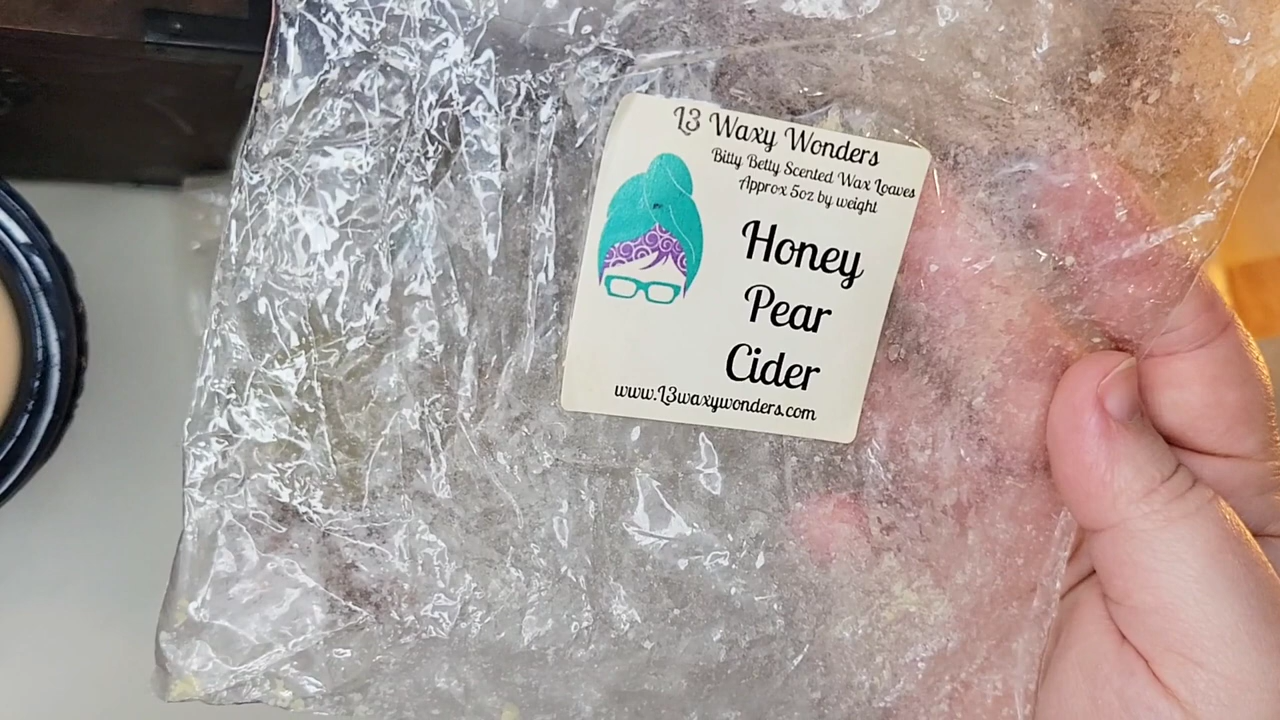 L3 Waxy Wonders
Bitty Betty Scented Wax Loaves
Approx 5oz by weight
Honey
Pear
Cider
www.L3waxywonders.com